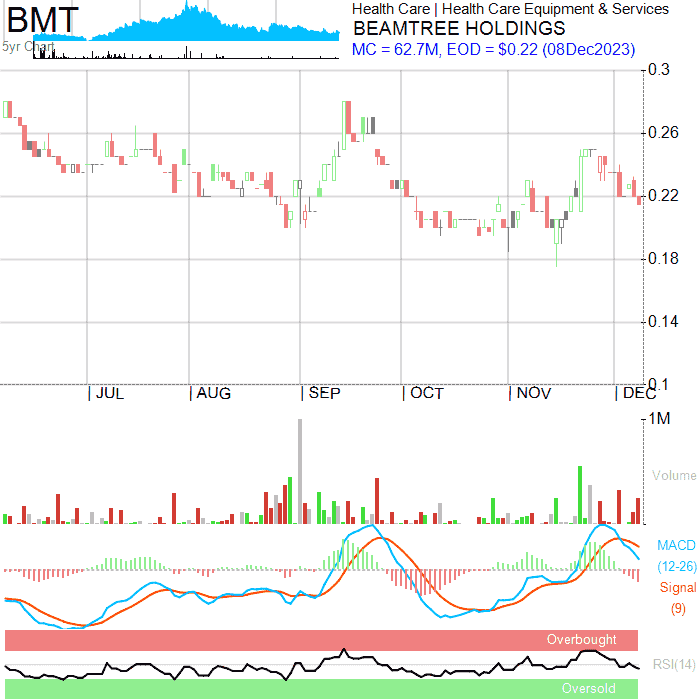 BMT
5yr Chart
Health Care | Health Care Equipment & Services
BEAMTREE HOLDINGS
MC = 62.7M, EOD = $0.22 (08Dec2023)
0.3
0.26
0.22
0.18
0.14
0.1
JUL AUG SEP OCT NOV DEC
1M
Volume
MACD
(12-26)
Signal
(9)
Overbought
RSI(14)
Oversold